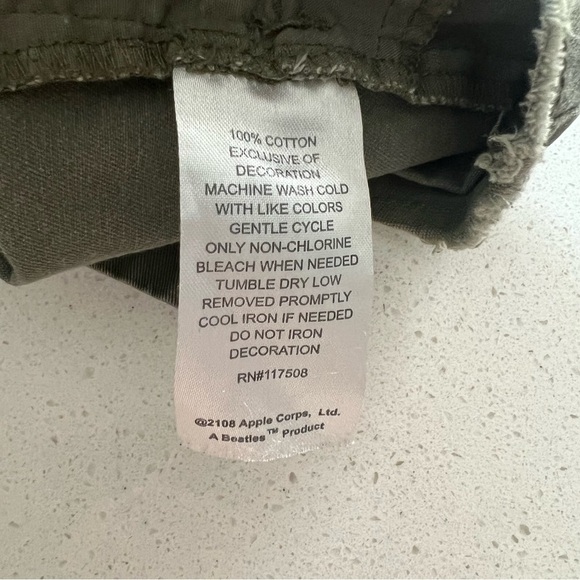 100% COTTON
EXCLUSIVE OF
DECORATION
MACHINE WASH COLD
WITH LIKE COLORS
GENTLE CYCLE
ONLY NON-CHLORINE
BLEACH WHEN NEEDED
TUMBLE DRY LOW
REMOVED PROMPTLY
COOL IRON IF NEEDED
DO NOT IRON
DECORATION
RN#117508
@2108 Apple Corps, Ltd.
A Beatles™ Product